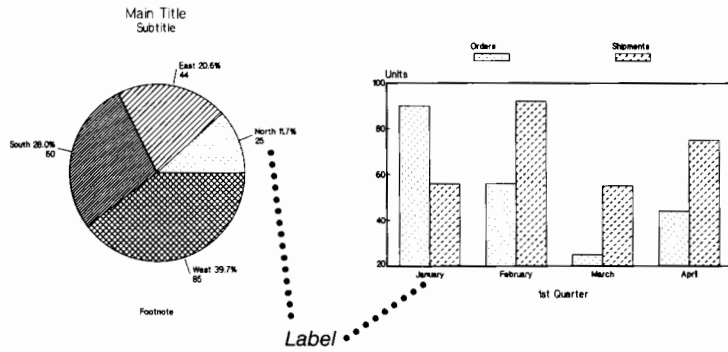 Main Title
Subtitle
East 20.6%
44
North 11.7%
25
South 28.0%
60
West 39.7%
85
Footnote
Orders
Shipments
Units
100
80
60
40
20
January
February
March
April
1st Quarter
Label